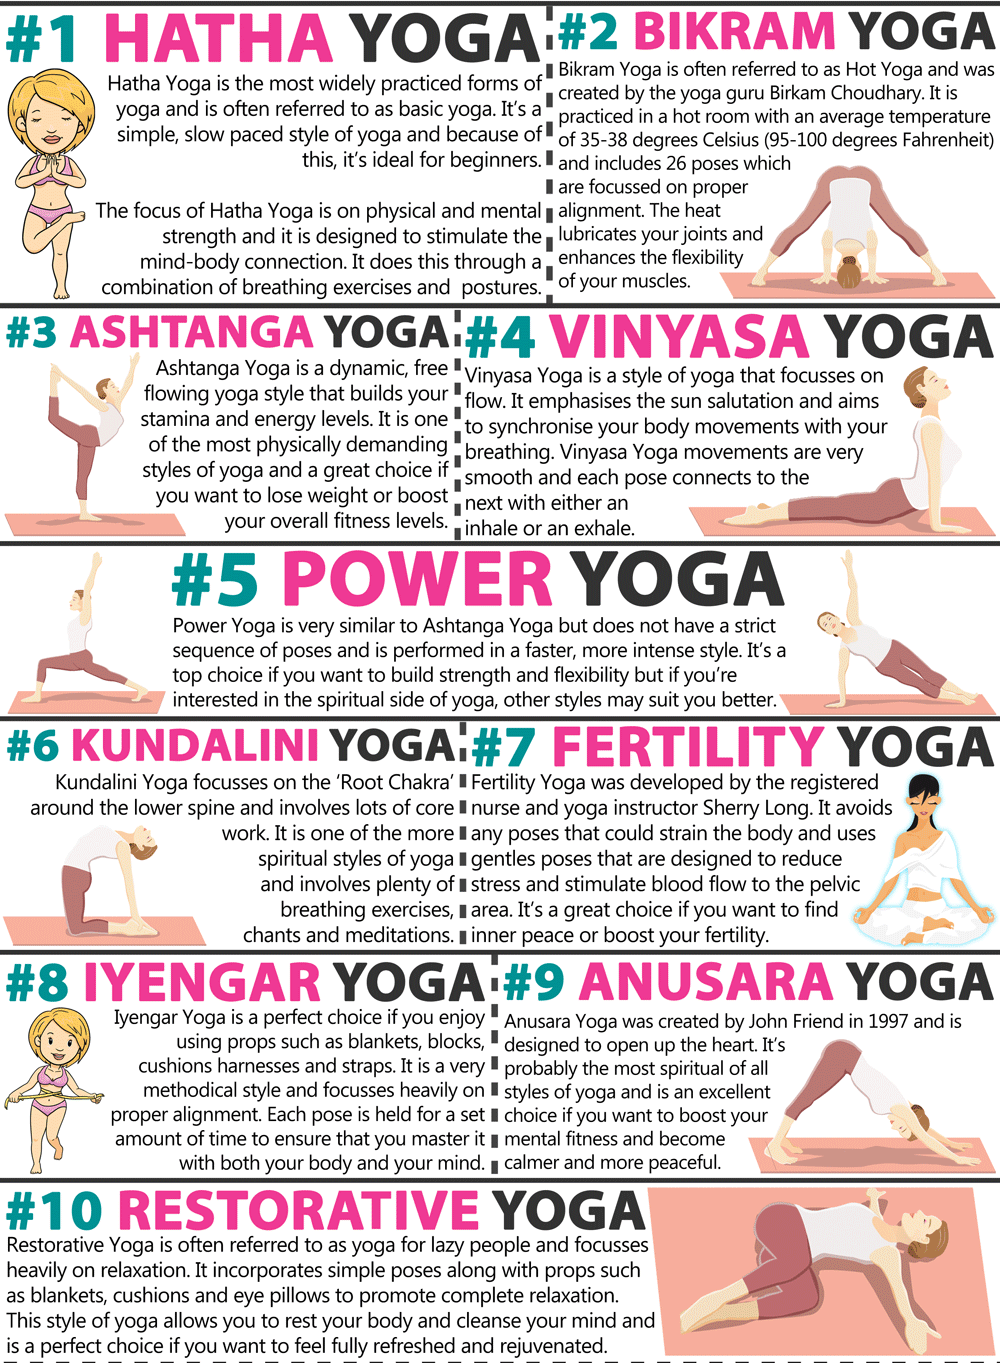 #1 HATHA YOGA
Hatha Yoga is the most widely practiced forms of
yoga and is often referred to as basic yoga. It's a
simple, slow paced style of yoga and because of
this, it's ideal for beginners.
The focus of Hatha Yoga is on physical and mental
strength and it is designed to stimulate the
mind-body connection. It does this through a
combination of breathing exercises and postures.
#2 BIKRAM YOGA
Bikram Yoga is often referred to as Hot Yoga and was
created by the yoga guru Birkam Choudhary. It is
practiced in a hot room with an average temperature
of 35-38 degrees Celsius (95-100 degrees Fahrenheit)
and includes 26 poses which
are focussed on proper
alignment. The heat
lubricates your joints and
enhances the flexibility
of your muscles.
#3 ASHTANGA YOGA
Ashtanga Yoga is a dynamic, free
flowing yoga style that builds your
stamina and energy levels. It is one
of the most physically demanding
styles of yoga and a great choice if
you want to lose weight or boost
your overall fitness levels.
#4 VINYASA YOGA
Vinyasa Yoga is a style of yoga that focusses on
flow. It emphasises the sun salutation and aims
to synchronise your body movements with your
breathing. Vinyasa Yoga movements are very
smooth and each pose connects to the
next with either an
inhale or an exhale.
#5 POWER YOGA
Power Yoga is very similar to Ashtanga Yoga but does not have a strict
sequence of poses and is performed in a faster, more intense style. It's a
top choice if you want to build strength and flexibility but if you're
interested in the spiritual side of yoga, other styles may suit you better.
#6 KUNDALINI YOGA
Kundalini Yoga focusses on the 'Root Chakra'
around the lower spine and involves lots of core
work. It is one of the more
spiritual styles of yoga
and involves plenty of
breathing exercises,
chants and meditations.
#7 FERTILITY YOGA
Fertility Yoga was developed by the registered
nurse and yoga instructor Sherry Long. It avoids
any poses that could strain the body and uses
gentles poses that are designed to reduce
stress and stimulate blood flow to the pelvic
area. It's a great choice if you want to find
inner peace or boost your fertility.
#8 IYENGAR YOGA
Iyengar Yoga is a perfect choice if you enjoy
using props such as blankets, blocks,
cushions harnesses and straps. It is a very
methodical style and focusses heavily on
proper alignment. Each pose is held for a set
amount of time to ensure that you master it
with both your body and your mind.
#9 ANUSARA YOGA
Anusara Yoga was created by John Friend in 1997 and is
designed to open up the heart. It's
probably the most spiritual of all
styles of yoga and is an excellent
choice if you want to boost your
mental fitness and become
calmer and more peaceful.
#10 RESTORATIVE YOGA
Restorative Yoga is often referred to as yoga for lazy people and focusses
heavily on relaxation. It incorporates simple poses along with props such
as blankets, cushions and eye pillows to promote complete relaxation.
This style of yoga allows you to rest your body and cleanse your mind and
is a perfect choice if you want to feel fully refreshed and rejuvenated.